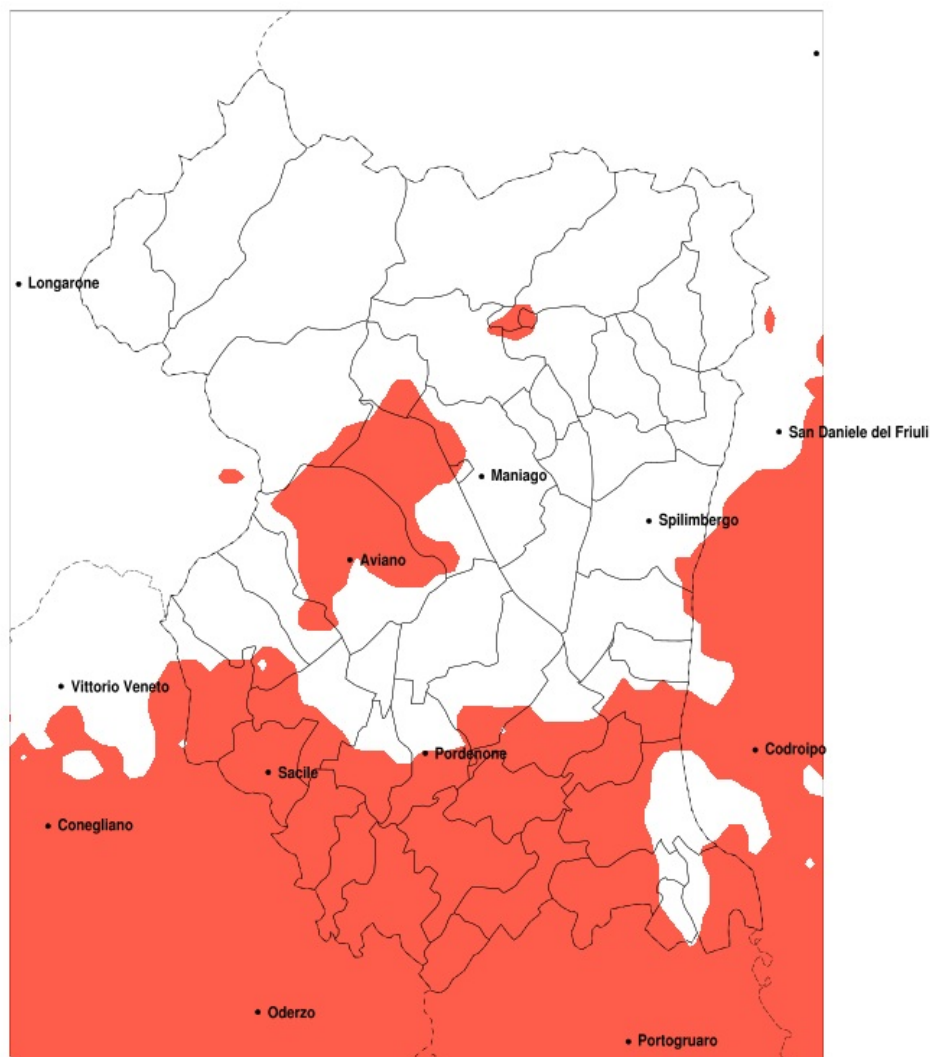 Longarone
San Daniele del Friuli
Maniago
Spilimbergo
Aviano
Vittorio Veneto
Codroipo
Pordenone
Sacile
Conegliano
Oderzo
Portogruaro